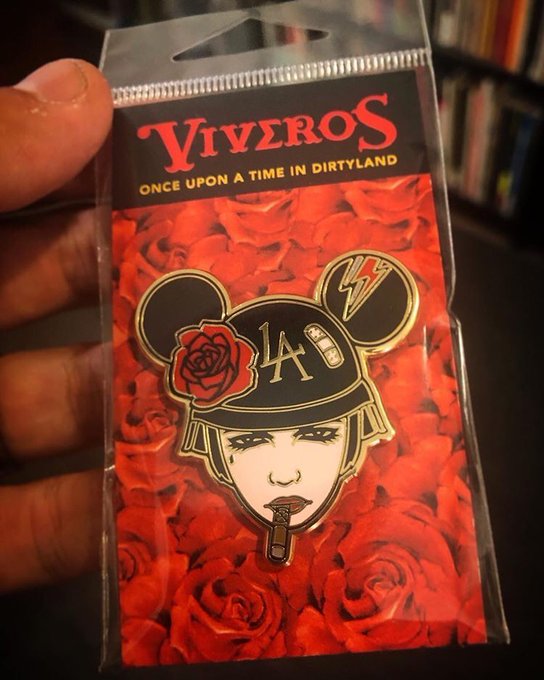 VIVEROS
ONCE UPON A TIME IN DIRTYLAND
LA